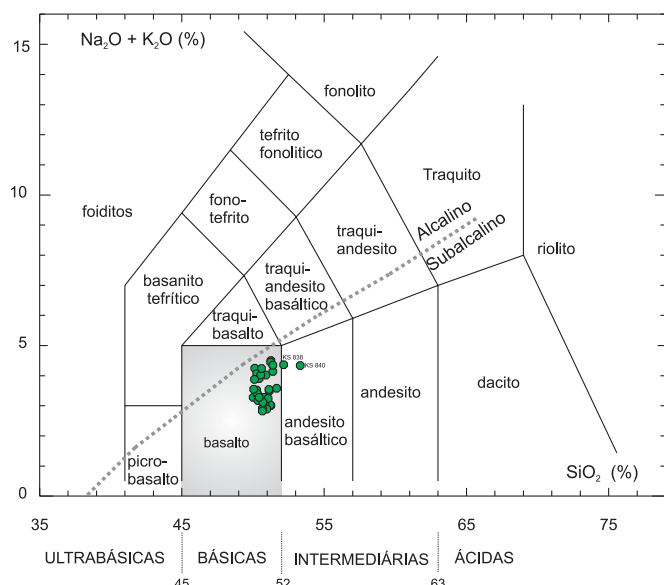 15
Na₂O + K₂O (%)
fonolito
tefrito
fonolitico
10
foiditos
fono-
tefrito
Traquito
traqui-
andesito
Alcalino
Subalcalino
riolito
basanito
tefrítico
traqui-
andesito
basáltico
traqui-
basalto
5
KS 838
KS 840
basalto
andesito
basáltico
andesito
dacito
picro-
basalto
SiO₂ (%)
0
35 45 55 65 75
ULTRABÁSICAS BÁSICAS INTERMEDIÁRIAS ÁCIDAS
45 52 63